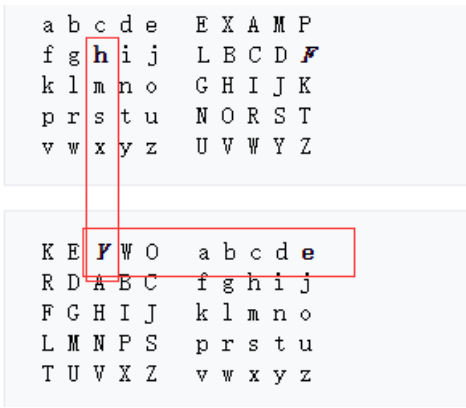 a b c d e E X A M P
f g h i j L B C D F
k l m n o G H I J K
p r s t u N O R S T
v w x y z U V W Y Z
K E Y W O a b c d e
R D A B C f g h i j
F G H I J k l m n o
L M N P S p r s t u
T U V X Z v w x y z